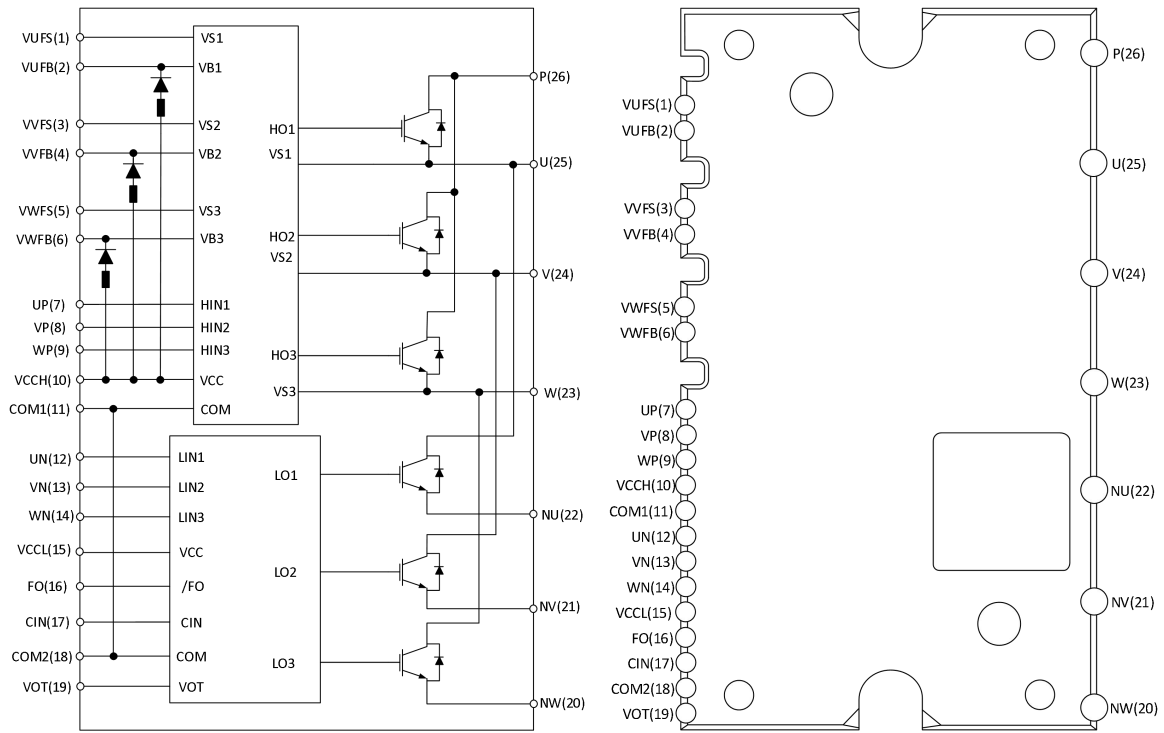 VUFS(1)
VUFB(2)
VVFS(3)
VVFB(4)
VWFS(5)
VWFB(6)
UP(7)
VP(8)
WP(9)
VCCH(10)
COM1(11)
UN(12)
VN(13)
WN(14)
VCCL(15)
FO(16)
CIN(17)
COM2(18)
VOT(19)
VS1
VB1
VS2
VB2
VS3
VB3
HIN1
HIN2
HIN3
VCC
COM
HO1
VS1
HO2
VS2
HO3
VS3
LIN1
LIN2
LIN3
VCC
/FO
CIN
COM
VOT
LO1
LO2
LO3
P(26)
U(25)
V(24)
W(23)
NU(22)
NV(21)
NW(20)
VUFS(1)
VUFB(2)
VVFS(3)
VVFB(4)
VWFS(5)
VWFB(6)
UP(7)
VP(8)
WP(9)
VCCH(10)
COM1(11)
UN(12)
VN(13)
WN(14)
VCCL(15)
FO(16)
CIN(17)
COM2(18)
VOT(19)
P(26)
U(25)
V(24)
W(23)
NU(22)
NV(21)
NW(20)